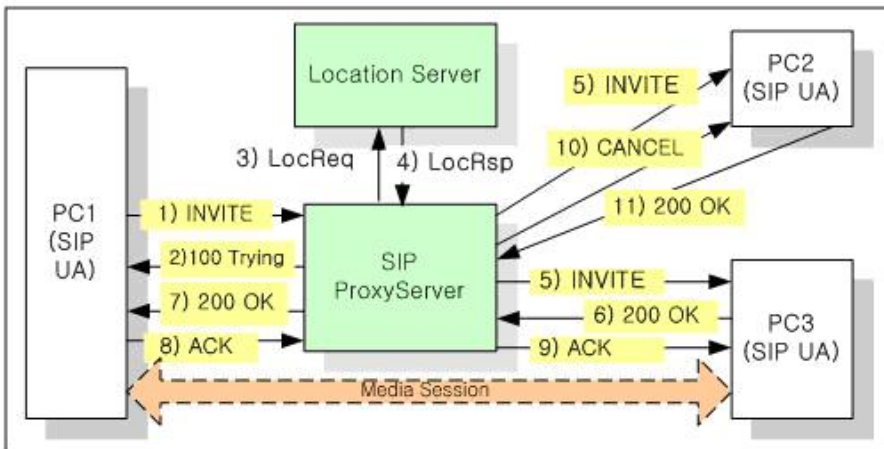 Location Server
PC2
(SIP UA)
5) INVITE
10) CANCEL
11) 200 OK
3) LocReq
4) LocRsp
PC1
(SIP
UA)
1) INVITE
2)100 Trying
7) 200 OK
8) ACK
SIP
ProxyServer
5) INVITE
6) 200 OK
9) ACK
PC3
(SIP UA)
Media Session